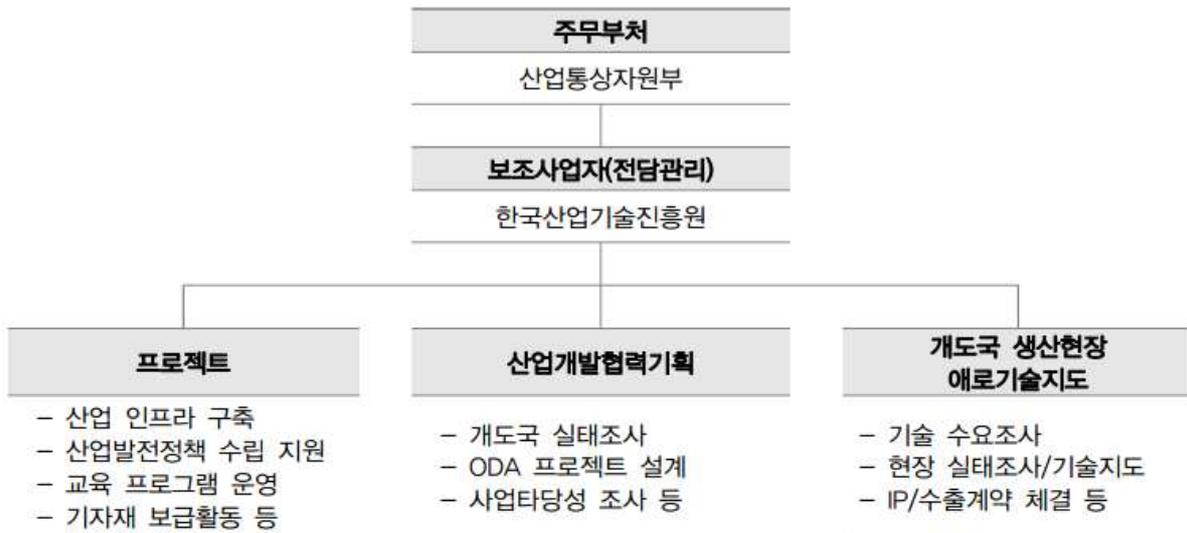 주무부처
산업통상자원부
보조사업자(전담관리)
한국산업기술진흥원
프로젝트
- 산업 인프라 구축
- 산업발전정책 수립 지원
- 교육 프로그램 운영
- 기자재 보급활동 등
산업개발협력기획
- 개도국 실태조사
- ODA 프로젝트 설계
- 사업타당성 조사 등
개도국 생산현장
애로기술지도
- 기술 수요조사
- 현장 실태조사/기술지도
- IP/수출계약 체결 등